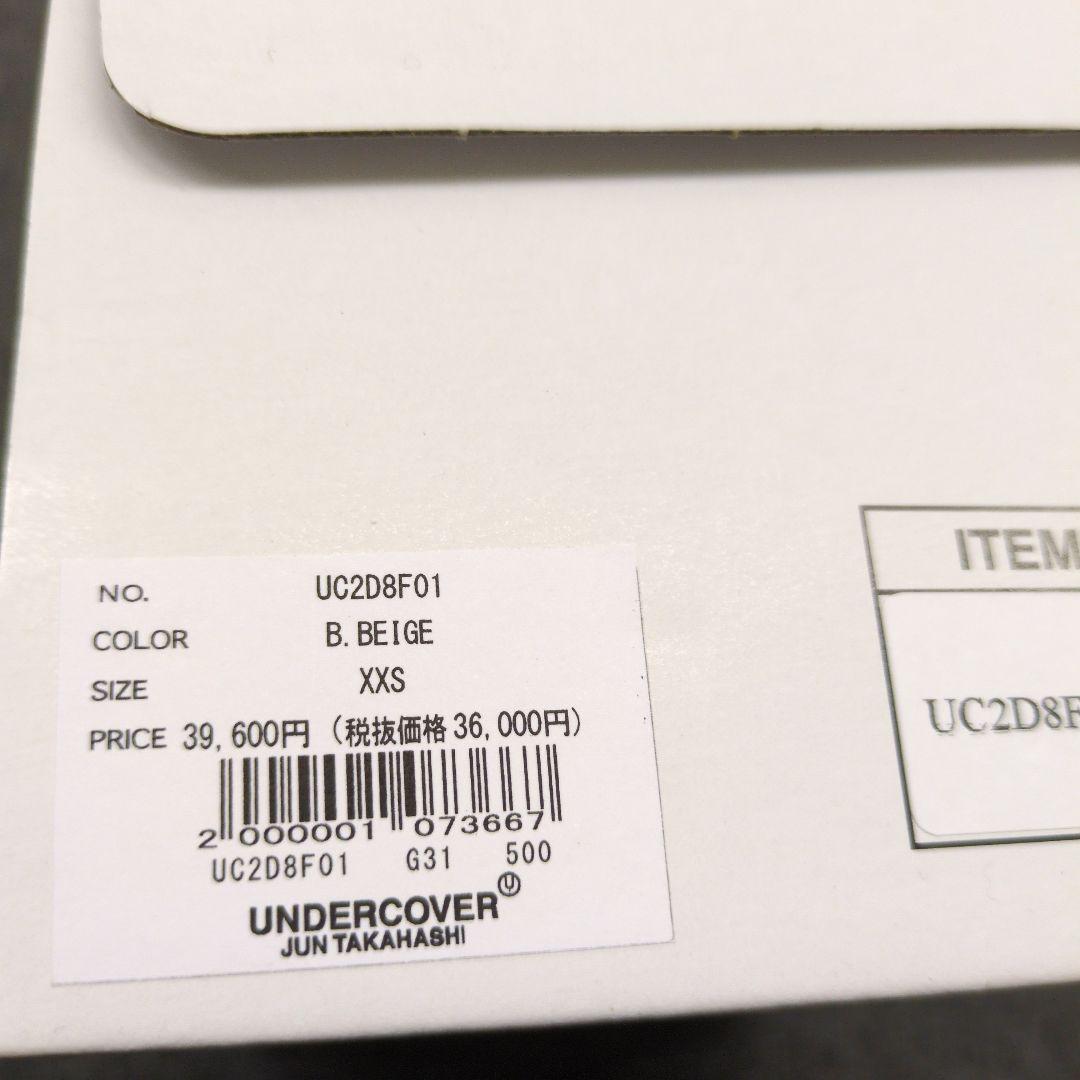 NO. UC2D8F01
COLOR B.BEIGE
SIZE XXS
PRICE 39,600円 (税抜価格36,000円)
2 000001 073667
UC2D8F01 G31 500
UNDERCOVER
JUN TAKAHASHI
ITEM
UC2D8F